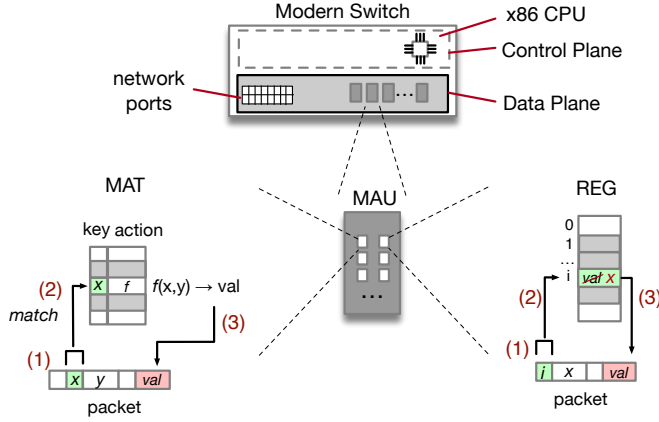 Modern Switch
x86 CPU
Control Plane
network
ports
...
Data Plane
MAT
MAU
REG
key action
x f
f(x,y) → val
(2)
match
(3)
(1)
x y val
packet
...
0
1
...
i val x
(2)
(3)
(1)
i x val
packet